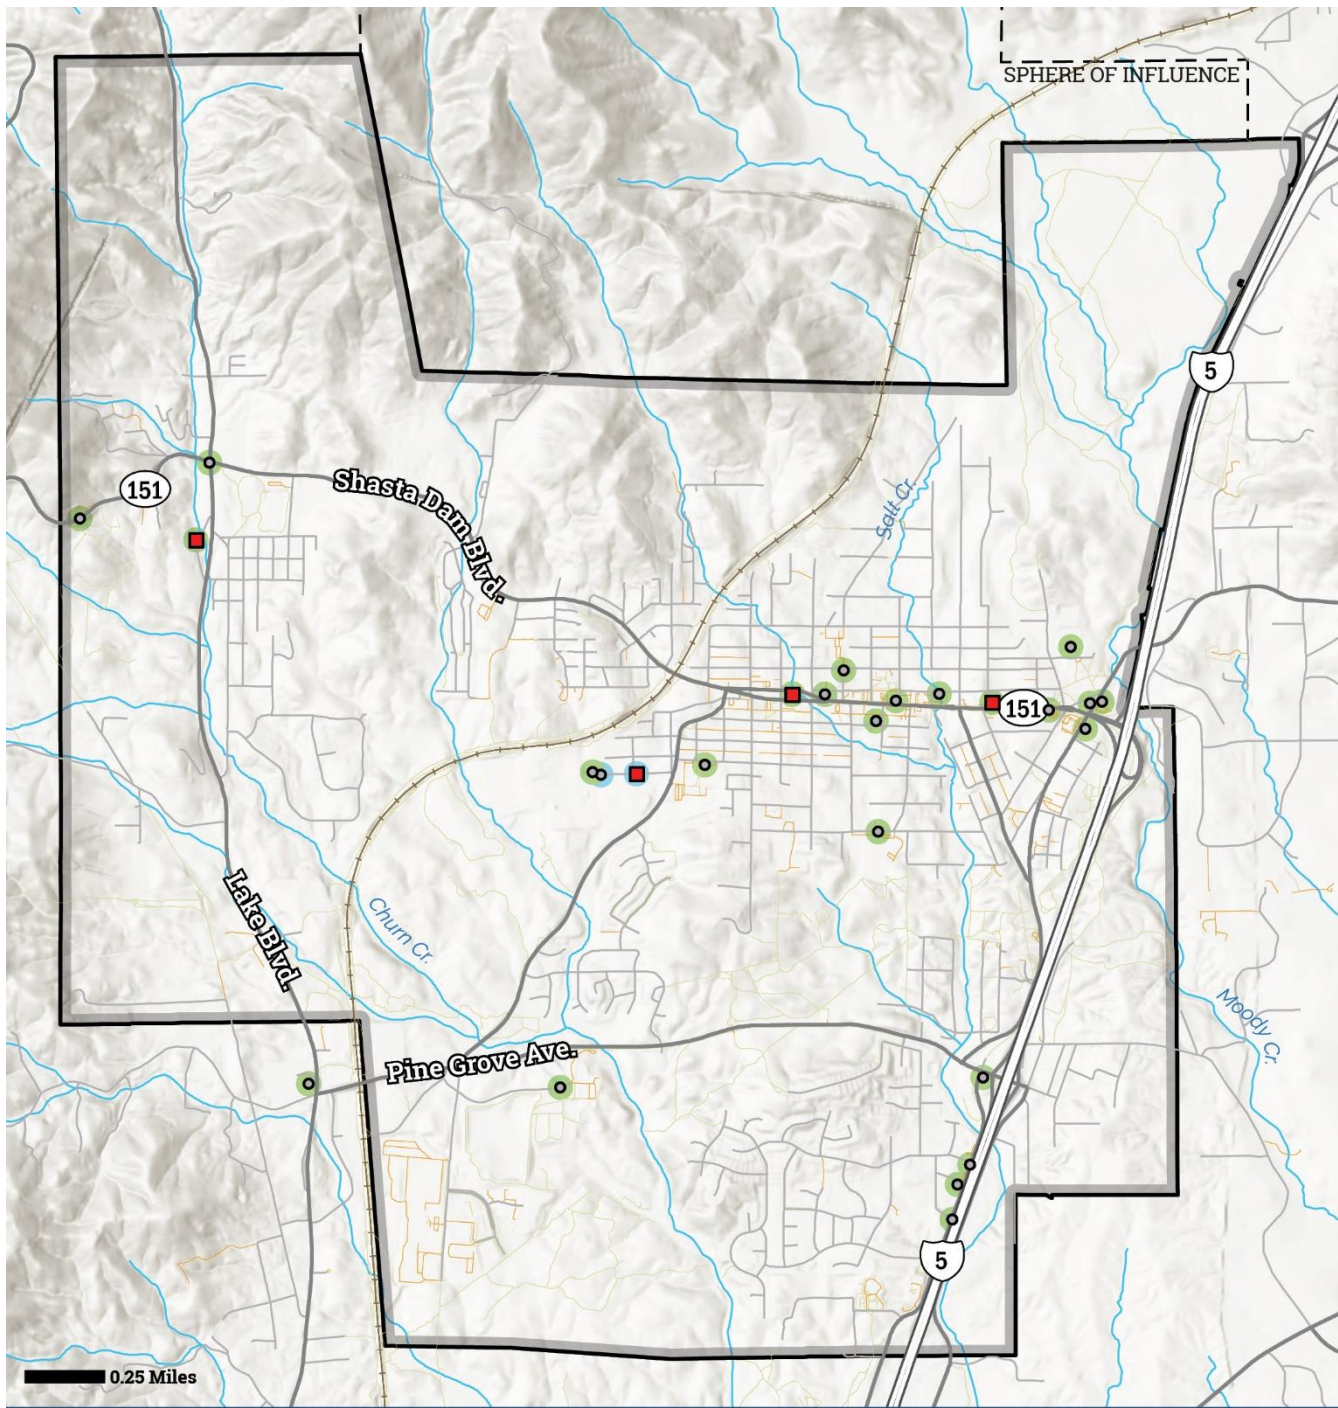 SPHERE OF INFLUENCE
5
151
Shasta Dam Blvd.
Salt Cr.
151
Lake Blvd.
Churn Cr.
Moody Cr.
Pine Grove Ave.
5
0.25 Miles